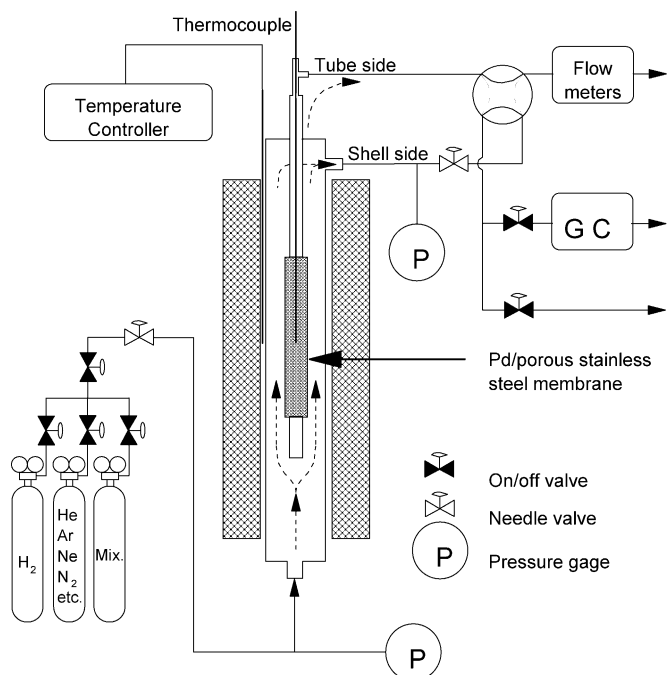 Thermocouple
Tube side
Flow
meters
Temperature
Controller
Shell side
P
G C
Pd/porous stainless
steel membrane
On/off valve
Needle valve
P
Pressure gage
H2
He
Ar
Ne
N2
etc.
Mix.
P